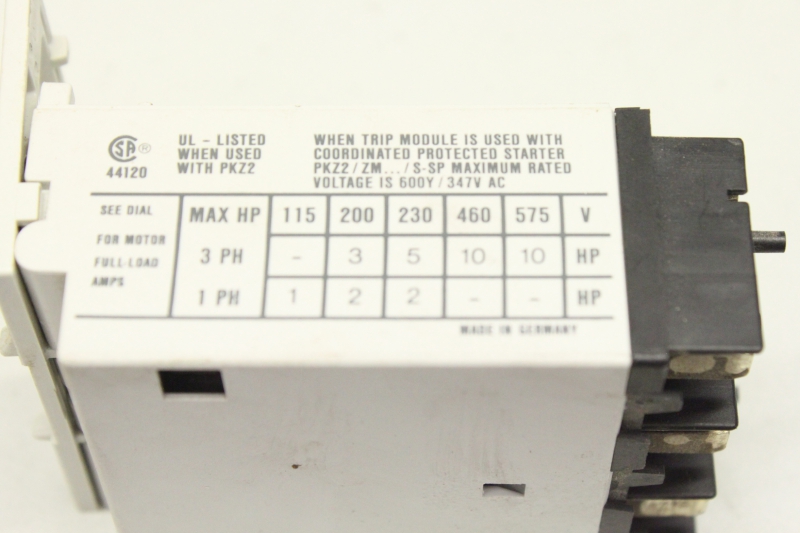 SA ®
44120
UL - LISTED
WHEN USED
WITH PKZ2
WHEN TRIP MODULE IS USED WITH
COORDINATED PROTECTED STARTER
PKZ2/ZM.../S-SP MAXIMUM RATED
VOLTAGE IS 600Y/347V AC
SEE DIAL
FOR MOTOR
FULL-LOAD
AMPS
MAX HP 115 200 230 460 575 V
3 PH - 3 5 10 10 HP
1 PH 1 2 2 - - HP
MADE IN GERMANY